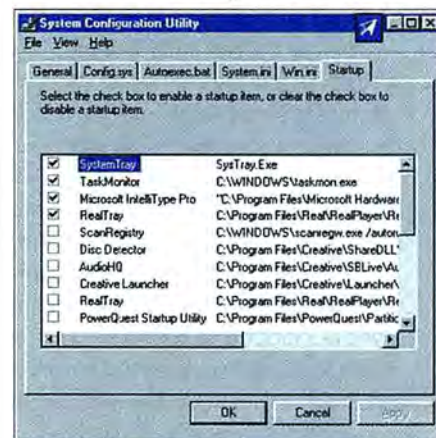 System Configuration Utility
File View Help
General Config.sys Autoexec.bat System.ini Win.ini Startup
Select the check box to enable a startup item, or clear the check box to
disable a startup item.
SystemTray SysTray.Exe
TaskMonitor C:\WINDOWS\taskmon.exe
Microsoft IntelliType Pro "C:\Program Files\Microsoft Hardware
RealTray C:\Program Files\Real\RealPlayer\Re
ScanRegistry C:\WINDOWS\scanregw.exe /autorun
Disc Detector C:\Program Files\Creative\ShareDLL\
AudioHQ C:\Program Files\Creative\SBLive\Au
Creative Launcher C:\Program Files\Creative\Launcher\
RealTray C:\Program Files\Real\RealPlayer\Re
PowerQuest Startup Utility C:\Program Files\PowerQuest\Partitic
OK Cancel Apply